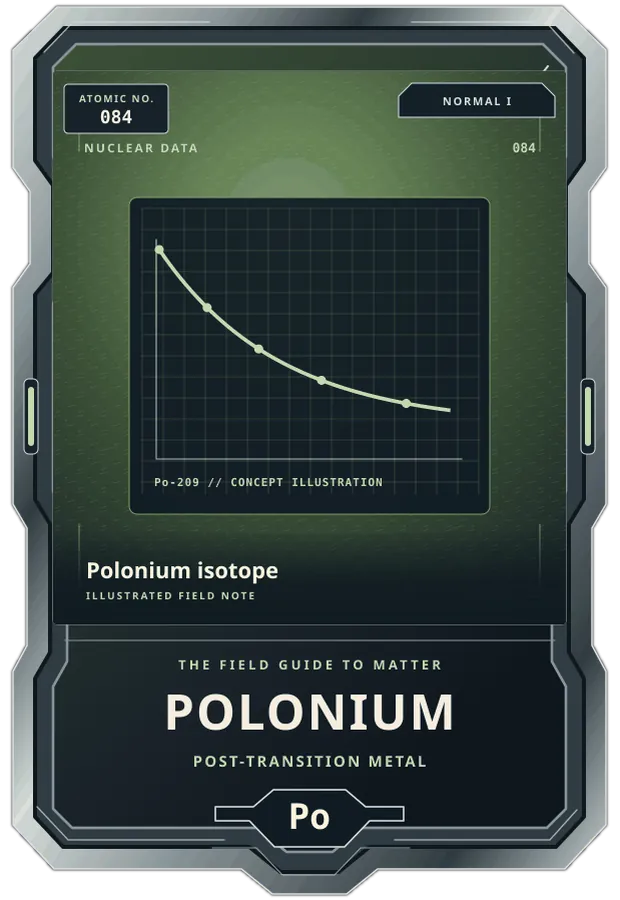 ATOMIC NO.
084
NORMAL I
NUCLEAR DATA
084
Po-209 // CONCEPT ILLUSTRATION
Polonium isotope
ILLUSTRATED FIELD NOTE
THE FIELD GUIDE TO MATTER
POLONIUM
POST-TRANSITION METAL
Po